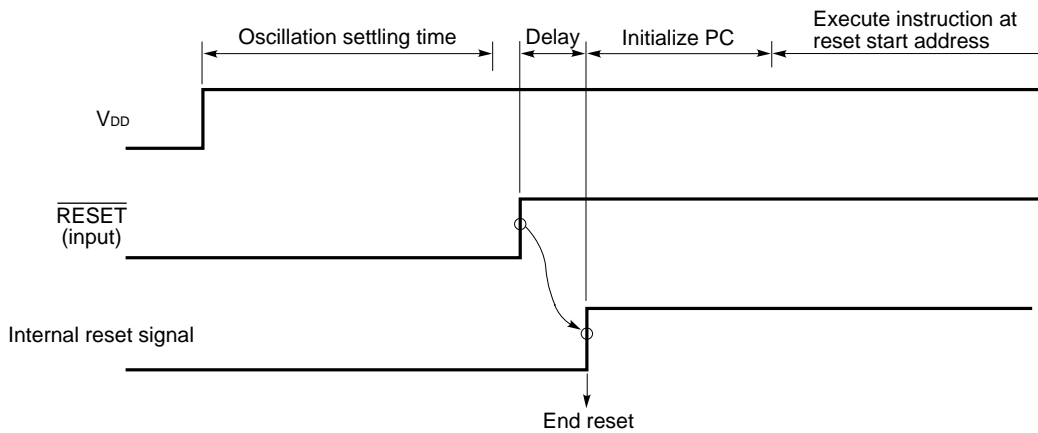 Oscillation settling time
Delay
Initialize PC
Execute instruction at
reset start address
VDD
RESET
(input)
Internal reset signal
End reset